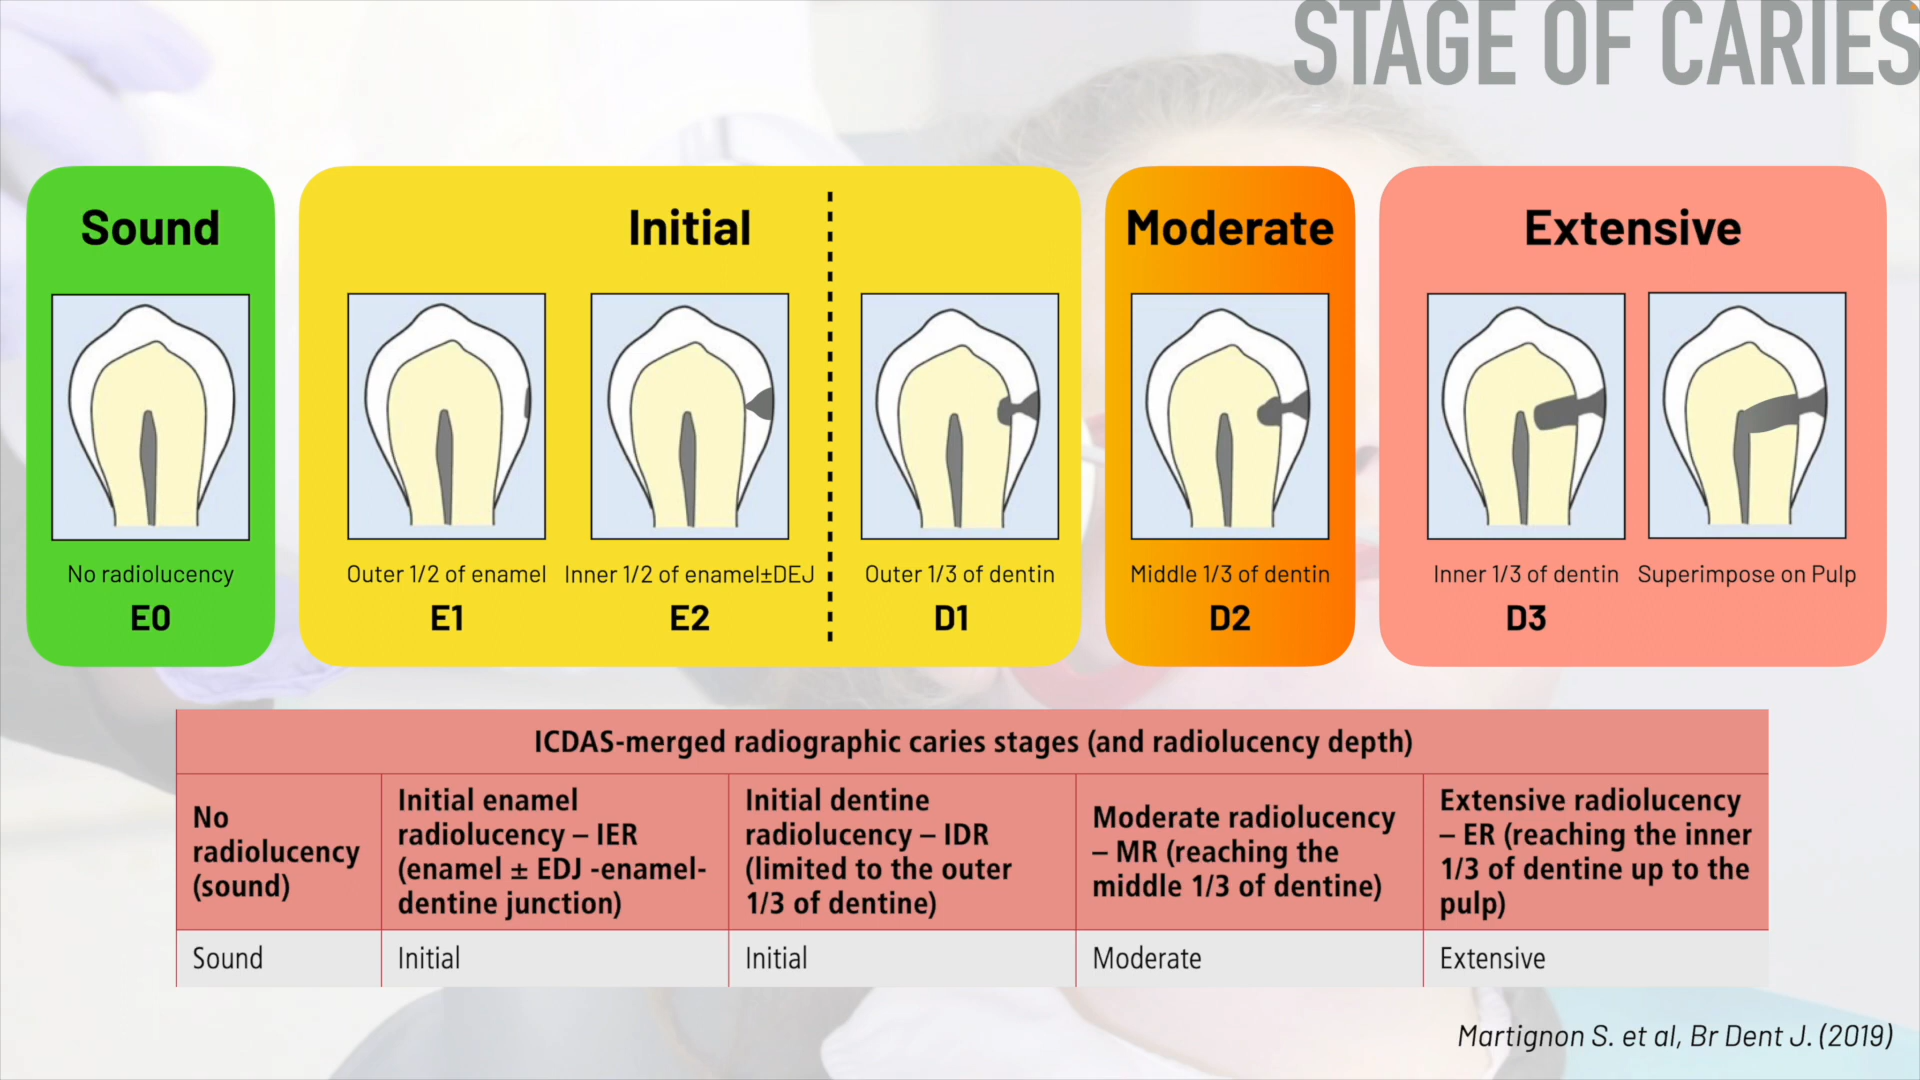 STAGE OF CARIES
Sound
Initial
Moderate
Extensive
No radiolucency
Outer 1/2 of enamel
Inner 1/2 of enamel±DEJ
Outer 1/3 of dentin
Middle 1/3 of dentin
Inner 1/3 of dentin
Superimpose on Pulp
E0
E1
E2
D1
D2
D3
ICDAS-merged radiographic caries stages (and radiolucency depth)
No
radiolucency
(sound)
Initial enamel
radiolucency – IER
(enamel ± EDJ -enamel-
dentine junction)
Initial dentine
radiolucency – IDR
(limited to the outer
1/3 of dentine)
Moderate radiolucency
– MR (reaching the
middle 1/3 of dentine)
Extensive radiolucency
– ER (reaching the inner
1/3 of dentine up to the
pulp)
Sound
Initial
Initial
Moderate
Extensive
Martignon S. et al, Br Dent J. (2019)